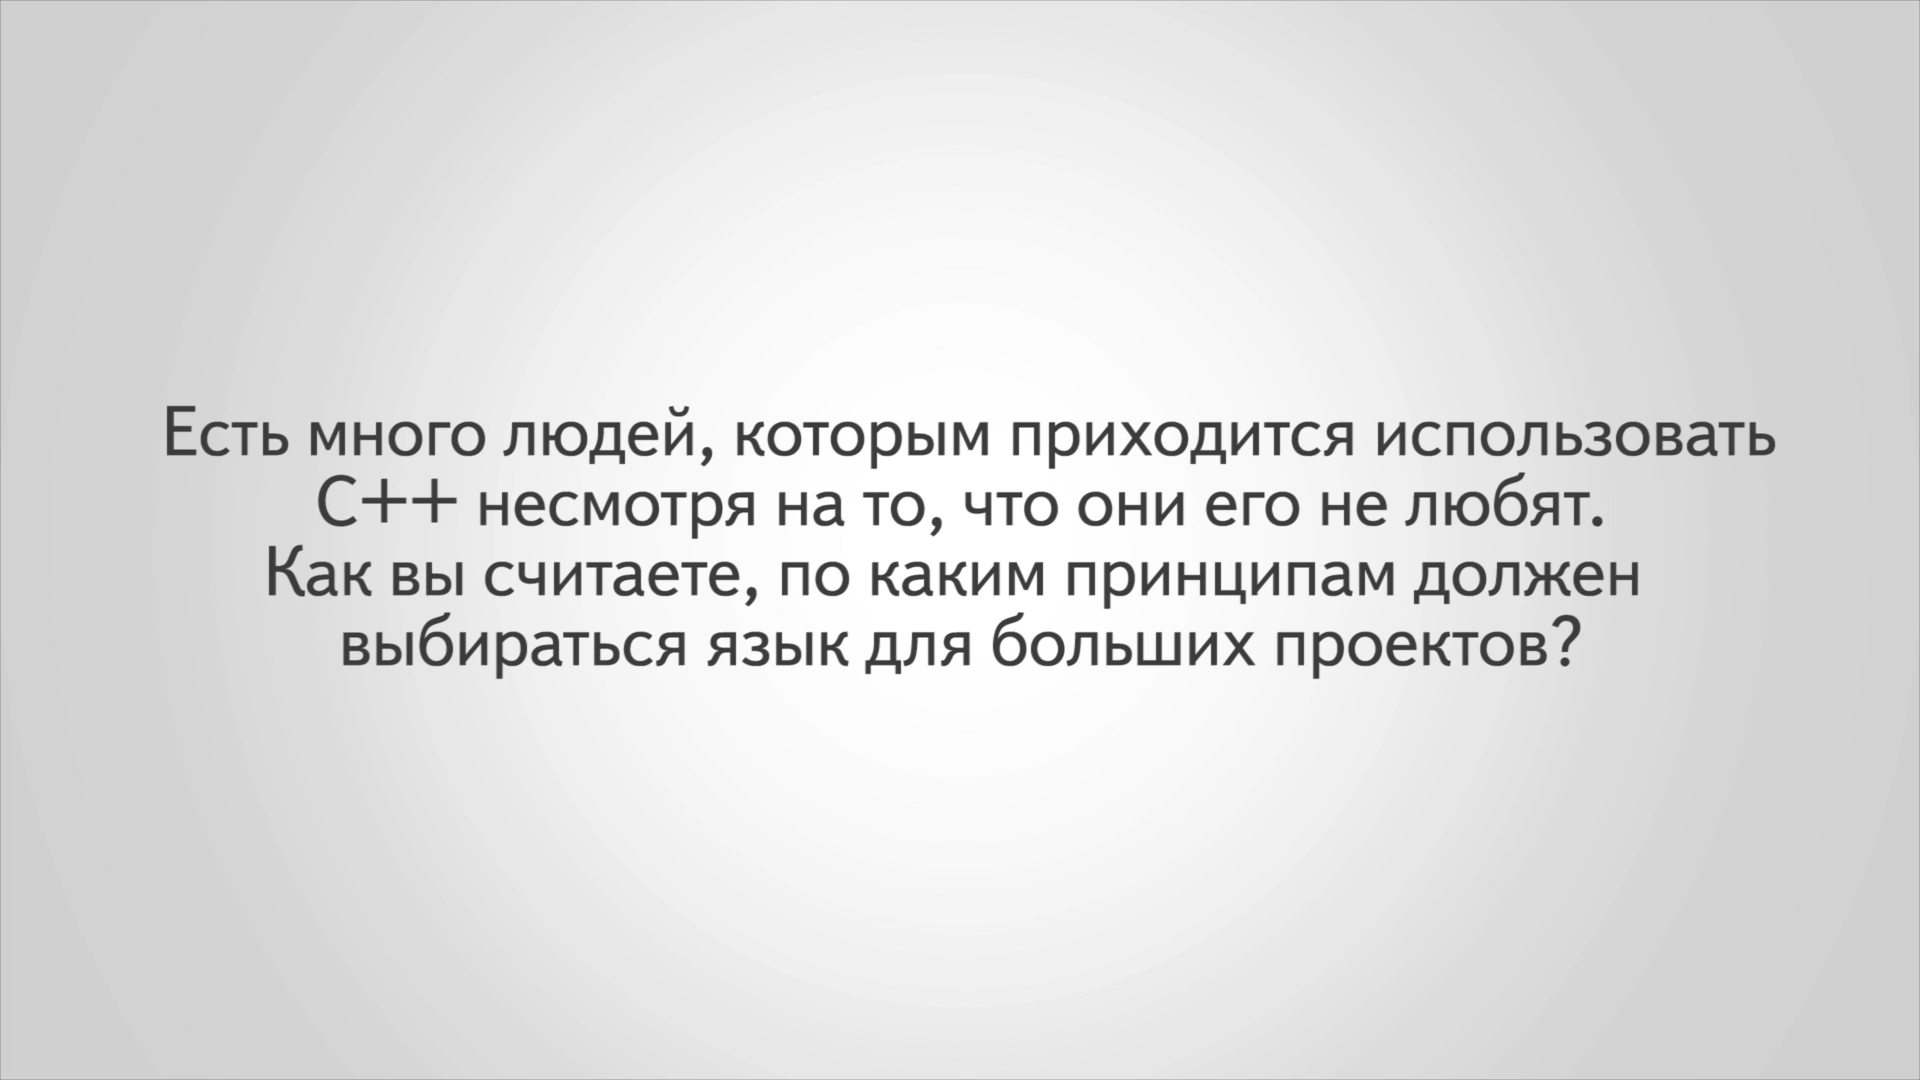 Есть много людей, которым приходится использовать
С++ несмотря на то, что они его не любят.
Как вы считаете, по каким принципам должен
выбираться язык для больших проектов?